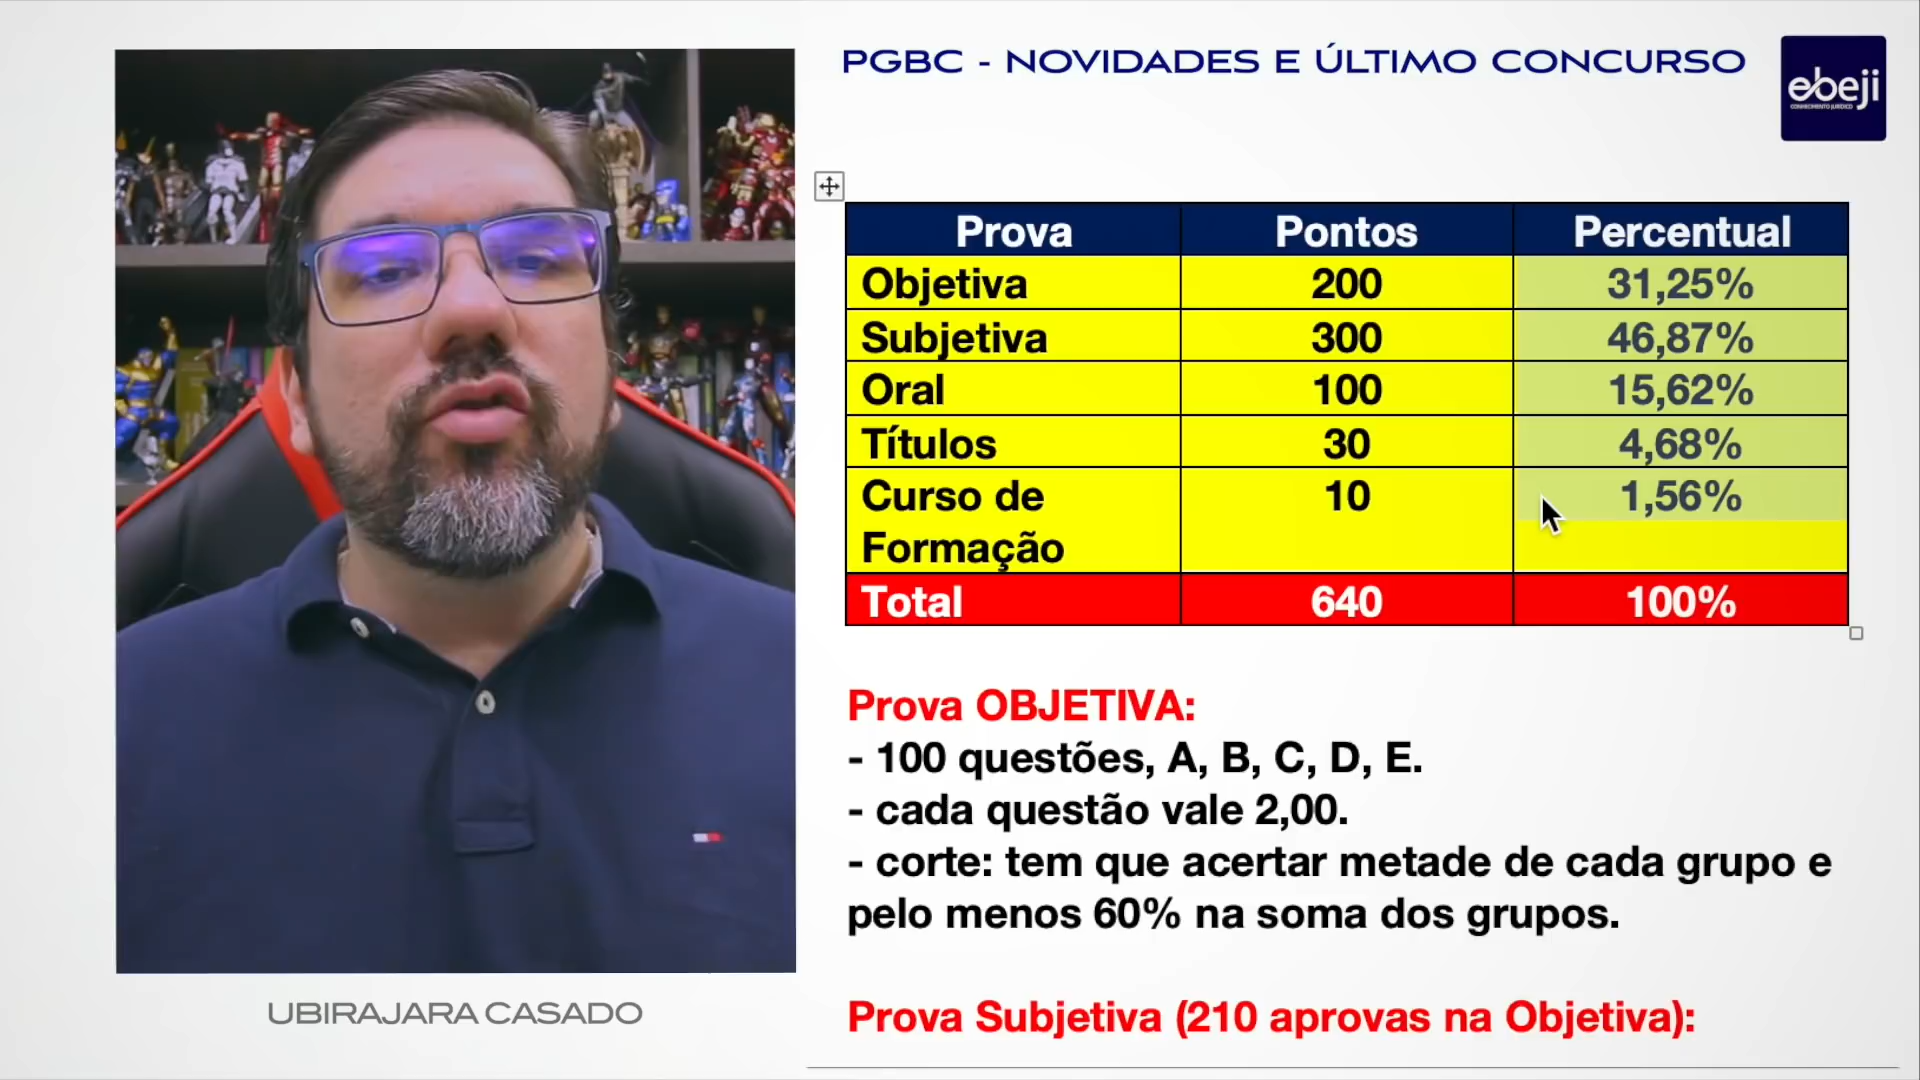 PGBC - NOVIDADES E ÚLTIMO CONCURSO
ebeji
CONHECIMENTO JURÍDICO
Prova Pontos Percentual
Objetiva 200 31,25%
Subjetiva 300 46,87%
Oral 100 15,62%
Títulos 30 4,68%
Curso de 10 1,56%
Formação
Total 640 100%
Prova OBJETIVA:
- 100 questões, A, B, C, D, E.
- cada questão vale 2,00.
- corte: tem que acertar metade de cada grupo e
pelo menos 60% na soma dos grupos.
Prova Subjetiva (210 aprovas na Objetiva):
UBIRAJARA CASADO